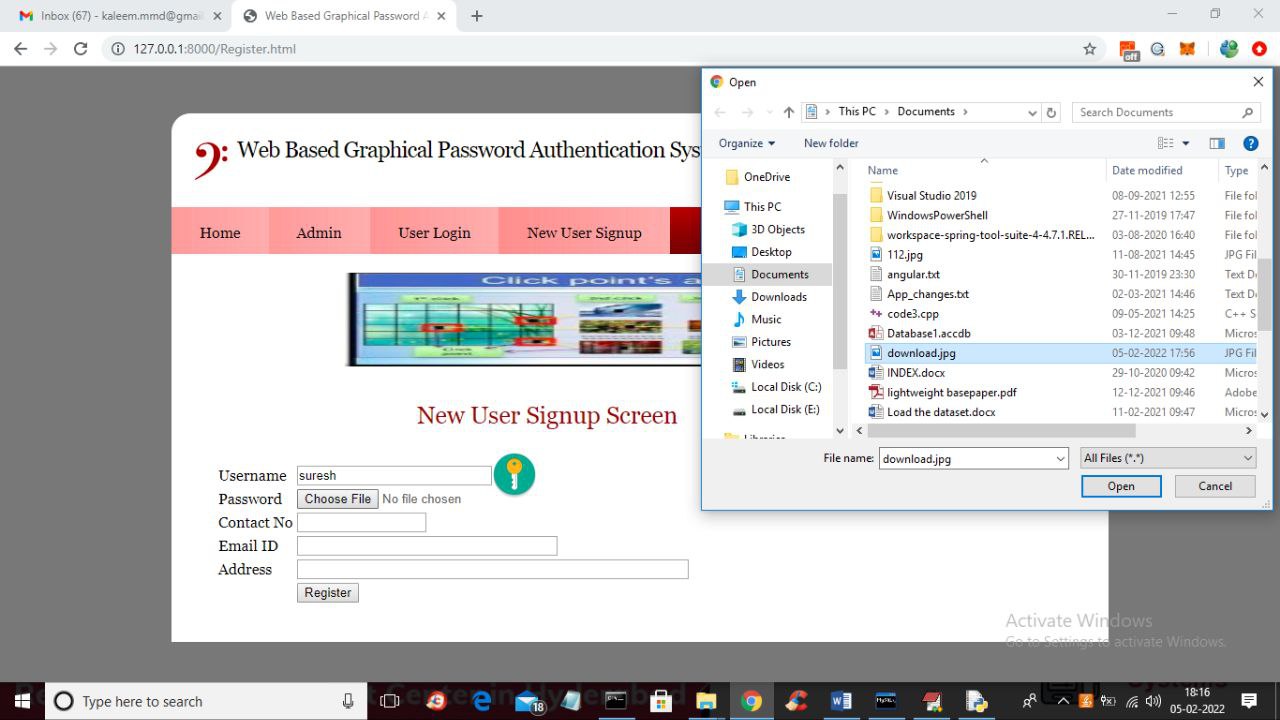 Inbox (67) - kaleem.mmd@gmai
Web Based Graphical Password A
127.0.0.1:8000/Register.html
off
Web Based Graphical Password Authentication Sys
Home
Admin
User Login
New User Signup
Click point's a
New User Signup Screen
Username suresh
Password Choose File No file chosen
Contact No
Email ID
Address
Register
Open
This PC > Documents >
Search Documents
Organize
New folder
OneDrive
This PC
3D Objects
Desktop
Documents
Downloads
Music
Pictures
Videos
Local Disk (C:)
Local Disk (E:)
Libraries
Name Date modified Type
Visual Studio 2019 08-09-2021 12:55 File fol
WindowsPowerShell 27-11-2019 17:47 File fol
workspace-spring-tool-suite-4-4.7.1.REL... 03-08-2020 16:40 File fol
112.jpg 11-08-2021 14:45 JPG Fil
angular.txt 30-11-2019 23:30 Text Do
App_changes.txt 02-03-2021 14:46 Text Do
code3.cpp 09-05-2021 14:25 C++ S
Database1.accdb 03-12-2021 09:48 Micros
download.jpg 05-02-2022 17:56 JPG Fil
INDEX.docx 29-10-2020 09:42 Micros
lightweight basepaper.pdf 12-12-2021 09:46 Adobe
Load the dataset.docx 11-02-2021 09:47 Micros
File name: download.jpg
All Files (*.*)
Open
Cancel
Activate Windows
Go to Settings to activate Windows.
Type here to search
18
18:16
05-02-2022